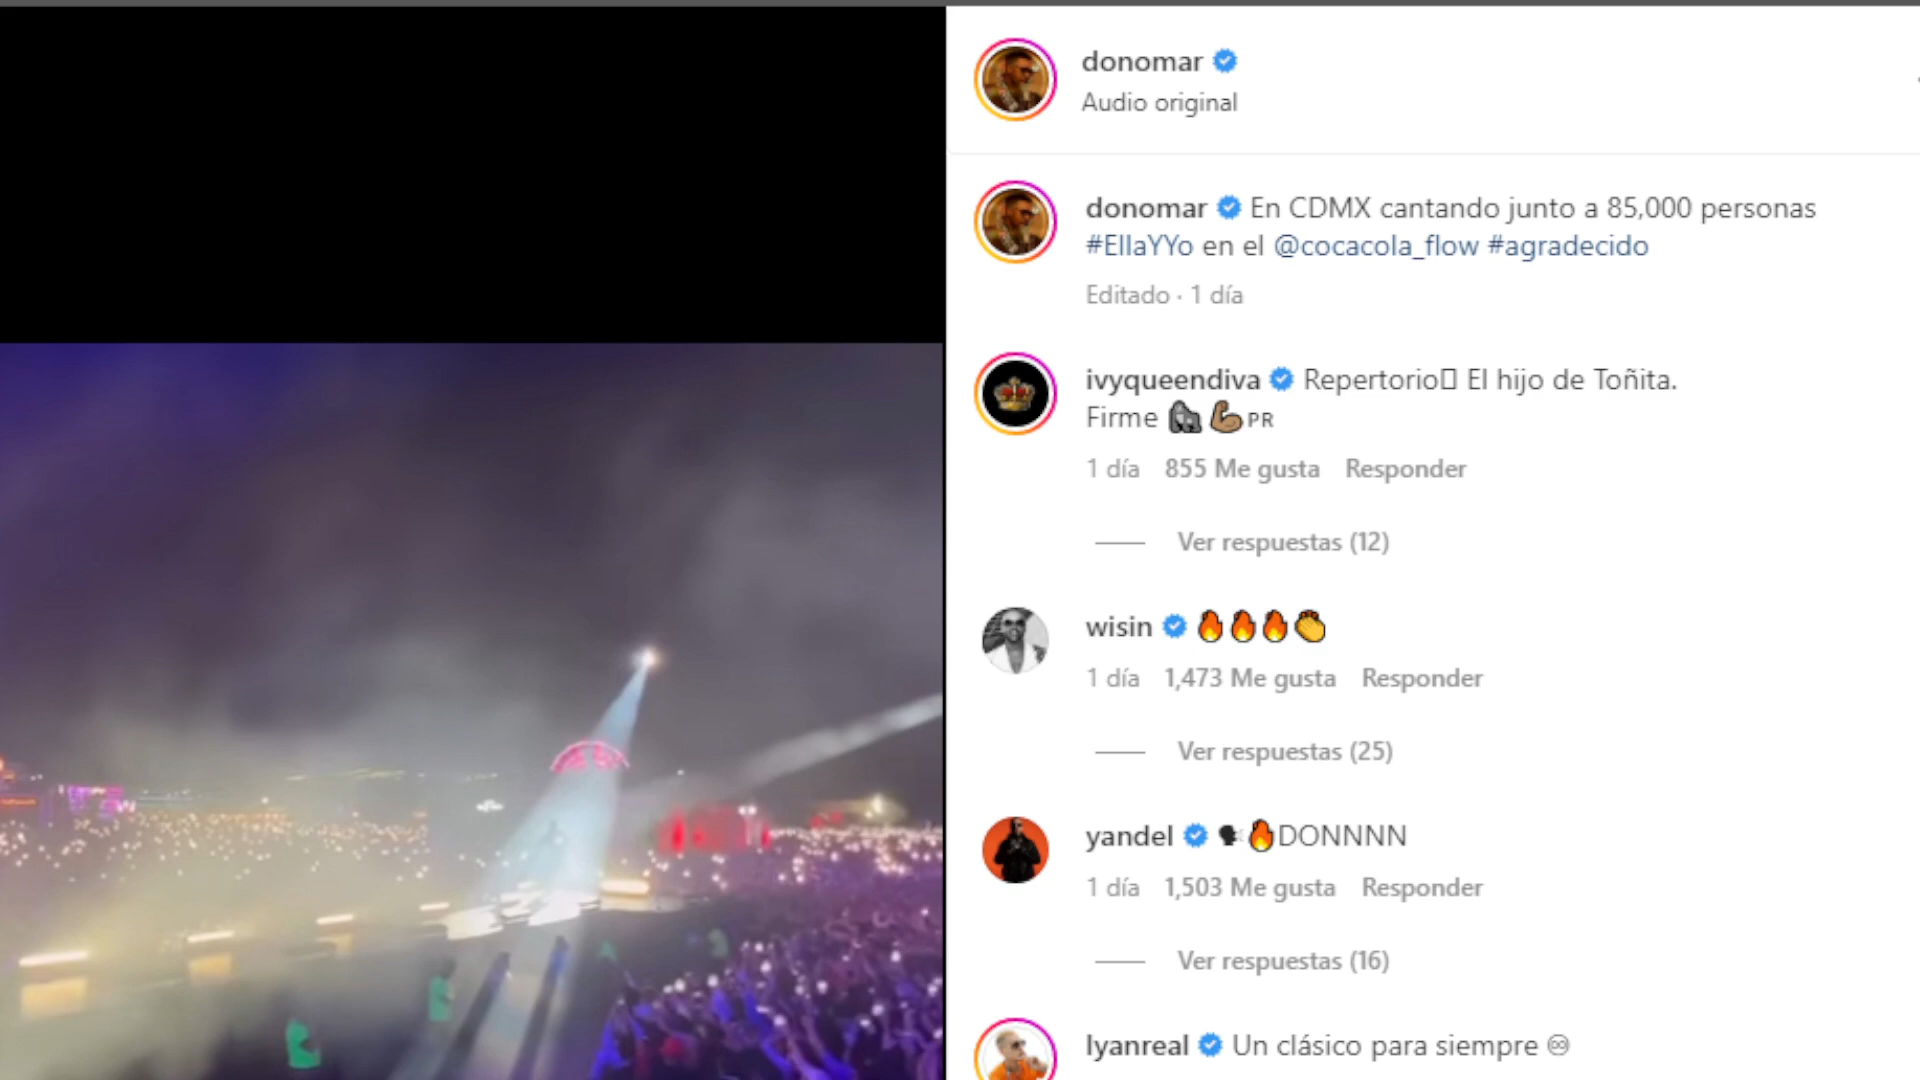 donomar
Audio original
donomar En CDMX cantando junto a 85,000 personas
#EllaYYo en el @cocacola_flow #agradecido
Editado · 1 día
ivyqueendiva Repertorio▯ El hijo de Toñita.
Firme 🦍💪🏽PR
1 día 855 Me gusta Responder
Ver respuestas (12)
wisin 🔥🔥🔥👏
1 día 1,473 Me gusta Responder
Ver respuestas (25)
yandel 🗣🔥DONNNN
1 día 1,503 Me gusta Responder
Ver respuestas (16)
lyanreal Un clásico para siempre ♾